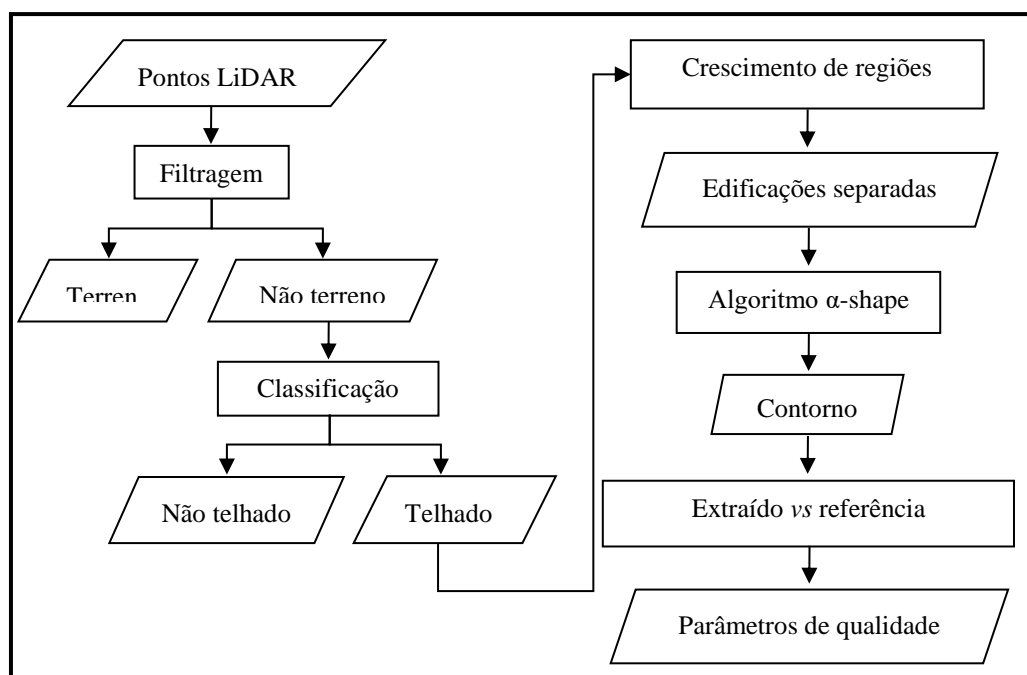 Pontos LiDAR
Filtragem
Terren
Não terreno
Classificação
Não telhado
Telhado
Crescimento de regiões
Edificações separadas
Algoritmo α-shape
Contorno
Extraído vs referência
Parâmetros de qualidade